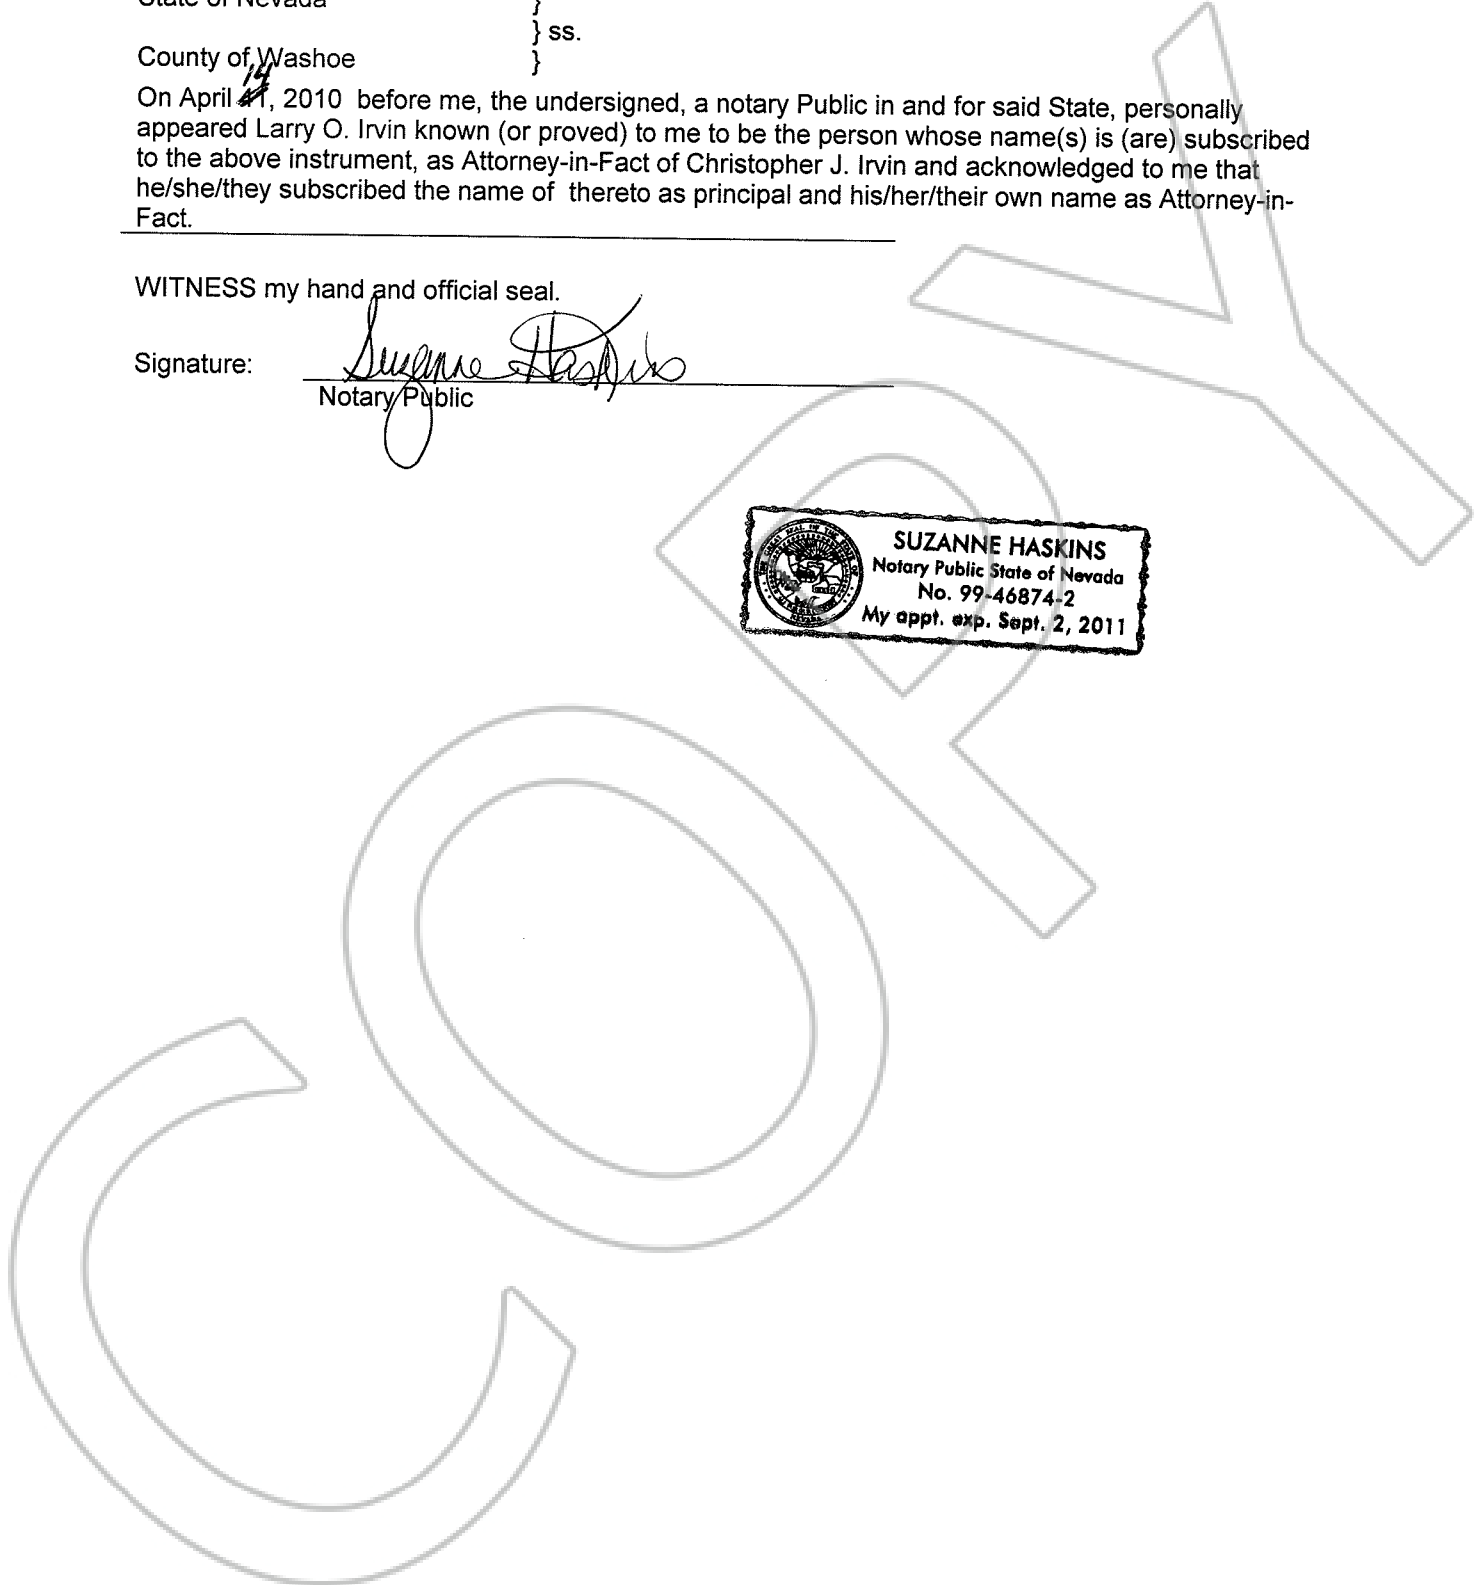 State of Nevada }
} ss.
County of Washoe }
14
On April 41, 2010 before me, the undersigned, a notary Public in and for said State, personally
appeared Larry O. Irvin known (or proved) to me to be the person whose name(s) is (are) subscribed
to the above instrument, as Attorney-in-Fact of Christopher J. Irvin and acknowledged to me that
he/she/they subscribed the name of thereto as principal and his/her/their own name as Attorney-in-
Fact.
WITNESS my hand and official seal.
Signature: Suzanne Haskins
Notary Public
SUZANNE HASKINS
Notary Public State of Nevada
No. 99-46874-2
My appt. exp. Sept. 2, 2011
COPY